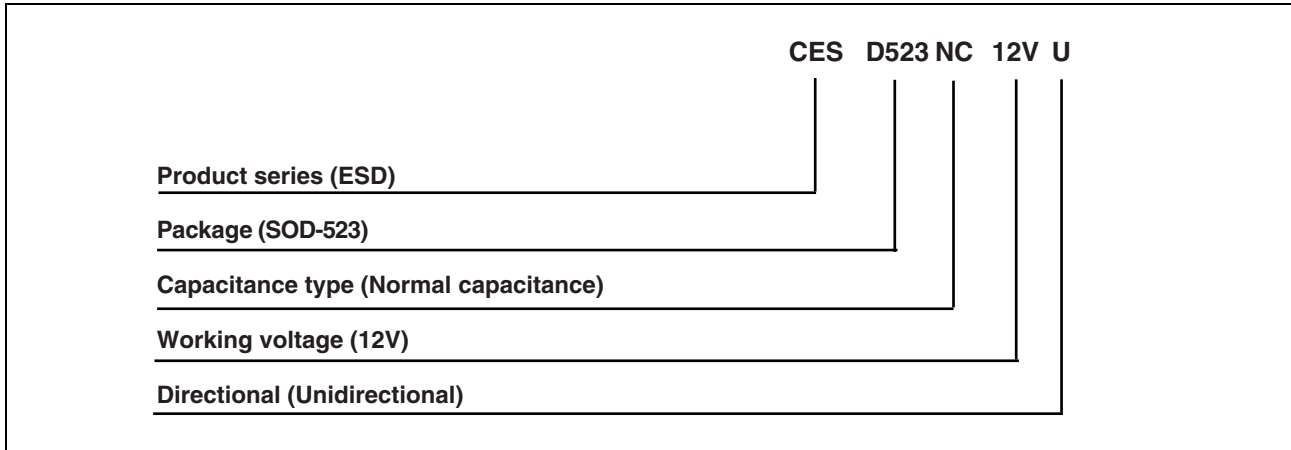 CES D523 NC 12V U
Product series (ESD)
Package (SOD-523)
Capacitance type (Normal capacitance)
Working voltage (12V)
Directional (Unidirectional)